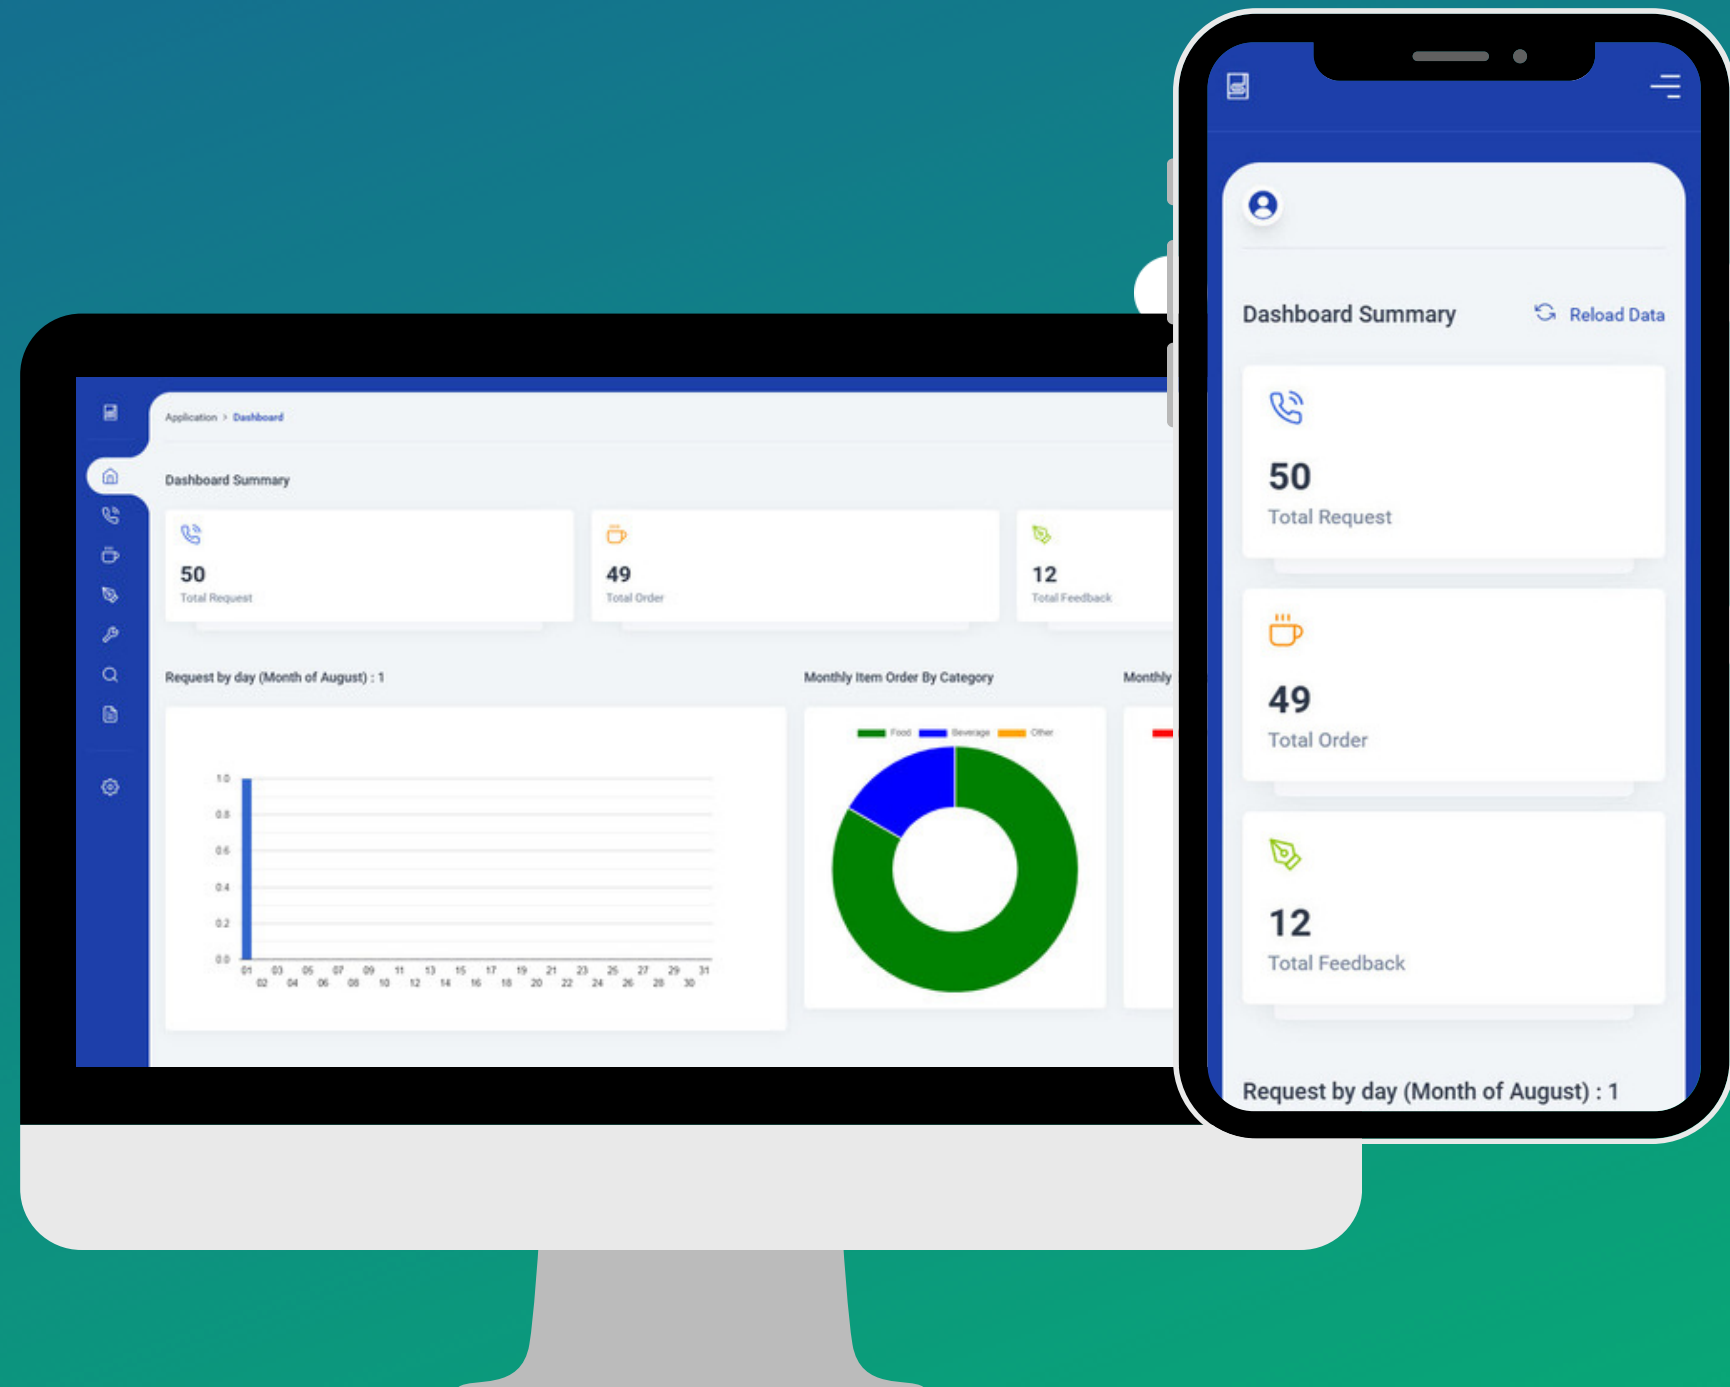 Application > Dashboard
Dashboard Summary
50
Total Request
49
Total Order
12
Total Feedback
Request by day (Month of August) : 1
Monthly Item Order By Category
Monthly
Food Beverage Other
1.0
0.8
0.6
0.4
0.2
0.0
01 03 05 07 09 11 13 15 17 19 21 23 25 27 29 31
02 04 06 08 10 12 14 16 18 20 22 24 26 28 30
Dashboard Summary
Reload Data
50
Total Request
49
Total Order
12
Total Feedback
Request by day (Month of August) : 1